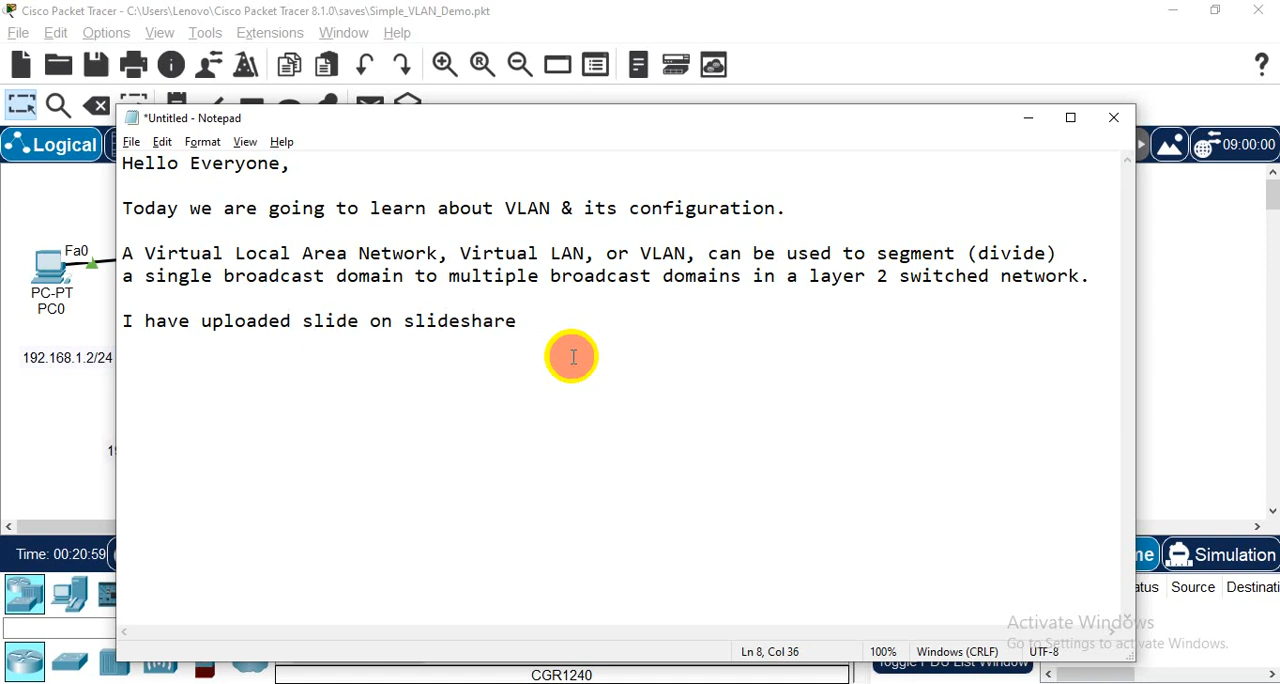 Cisco Packet Tracer - C:\Users\Lenovo\Cisco Packet Tracer 8.1.0\saves\Simple_VLAN_Demo.pkt
File Edit Options View Tools Extensions Window Help
Logical
09:00:00
*Untitled - Notepad
File Edit Format View Help
Hello Everyone,
Today we are going to learn about VLAN & its configuration.
A Virtual Local Area Network, Virtual LAN, or VLAN, can be used to segment (divide)
a single broadcast domain to multiple broadcast domains in a layer 2 switched network.
I have uploaded slide on slideshare
Fa0
PC-PT
PC0
192.168.1.2/24
Time: 00:20:59
Simulation
Source Destinati
Activate Windows
Go to Settings to activate Windows.
Ln 8, Col 36 100% Windows (CRLF) UTF-8
Toggle PDU List Window
CGR1240